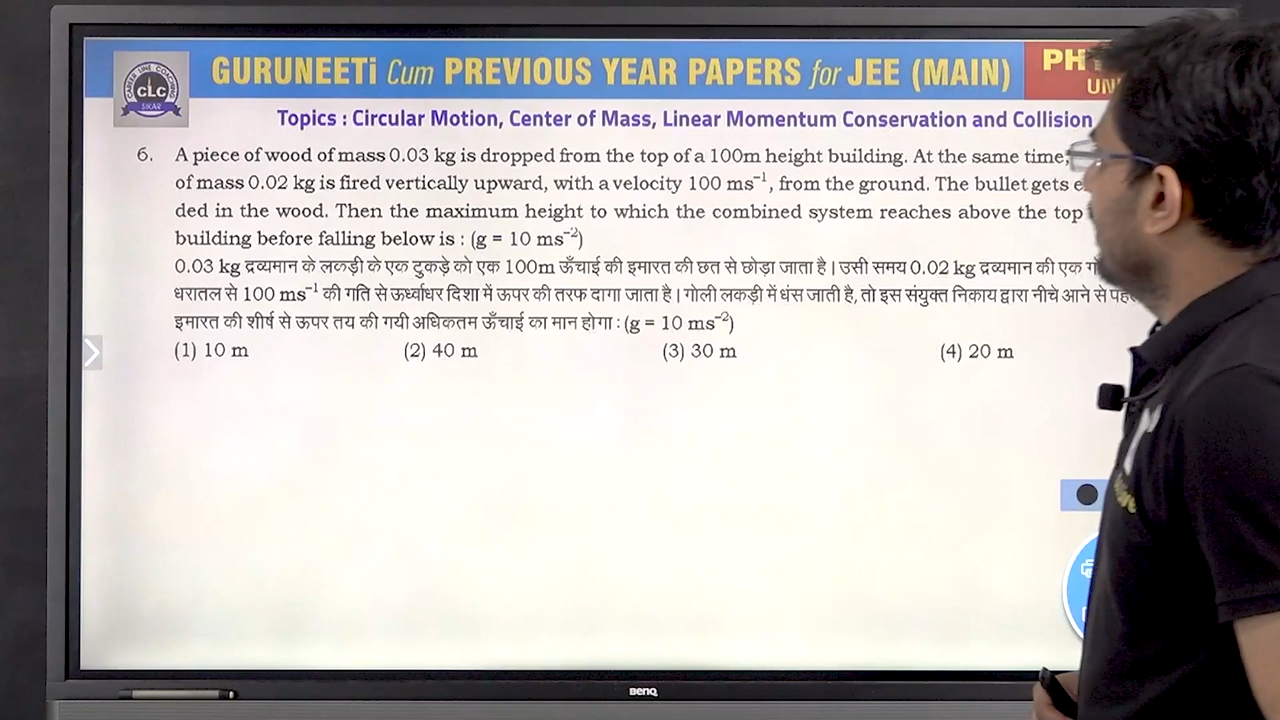 GURUNEETi Cum PREVIOUS YEAR PAPERS for JEE (MAIN)
CAREER LINE COACHING
CLC
SIKAR
Topics : Circular Motion, Center of Mass, Linear Momentum Conservation and Collision
6. A piece of wood of mass 0.03 kg is dropped from the top of a 100m height building. At the same time,
of mass 0.02 kg is fired vertically upward, with a velocity 100 ms⁻¹, from the ground. The bullet gets
ded in the wood. Then the maximum height to which the combined system reaches above the top
building before falling below is : (g = 10 ms⁻²)
0.03 kg द्रव्यमान के लकड़ी के एक टुकड़े को एक 100m ऊँचाई की इमारत की छत से छोड़ा जाता है। उसी समय 0.02 kg द्रव्यमान की एक
धरातल से 100 ms⁻¹ की गति से ऊर्ध्वाधर दिशा में ऊपर की तरफ दागा जाता है। गोली लकड़ी में धंस जाती है, तो इस संयुक्त निकाय द्वारा नीचे आने से
इमारत की शीर्ष से ऊपर तय की गयी अधिकतम ऊँचाई का मान होगा : (g = 10 ms⁻²)
(1) 10 m (2) 40 m (3) 30 m (4) 20 m
BENQ